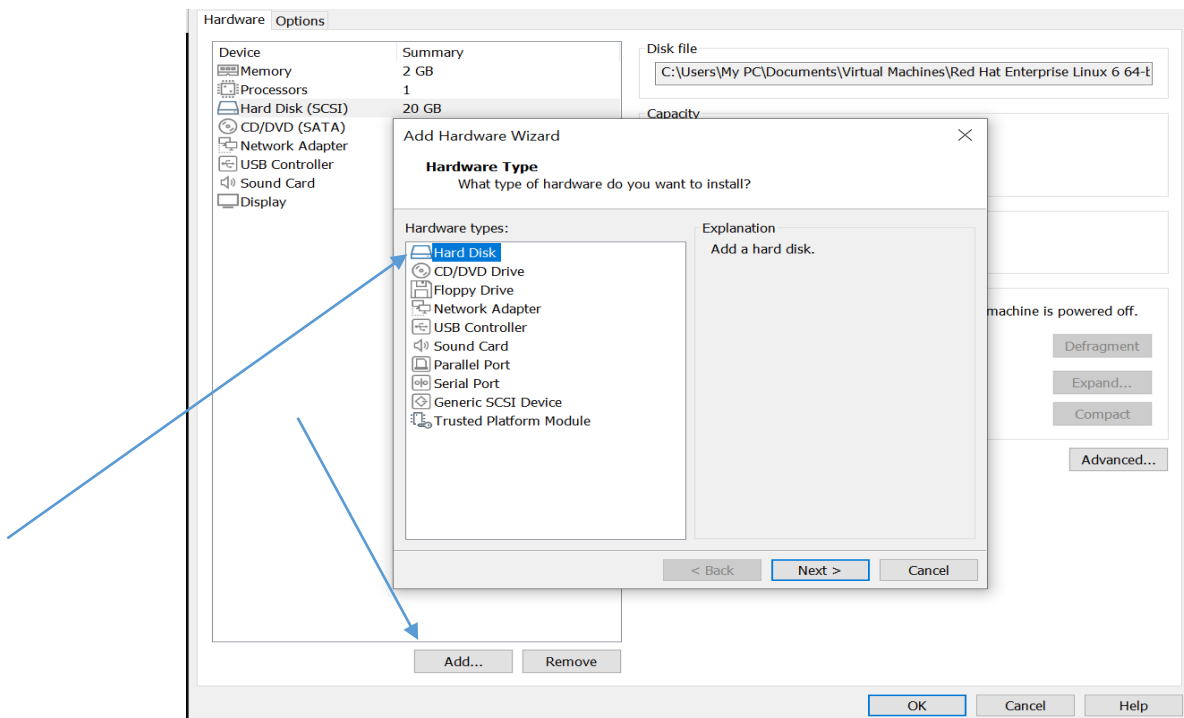 Hardware Options
Device Summary
Memory 2 GB
Processors 1
Hard Disk (SCSI) 20 GB
CD/DVD (SATA)
Network Adapter
USB Controller
Sound Card
Display
Add... Remove
Disk file
C:\Users\My PC\Documents\Virtual Machines\Red Hat Enterprise Linux 6 64-b
Capacity
machine is powered off.
Defragment
Expand...
Compact
Advanced...
Add Hardware Wizard
Hardware Type
What type of hardware do you want to install?
Hardware types:
Hard Disk
CD/DVD Drive
Floppy Drive
Network Adapter
USB Controller
Sound Card
Parallel Port
Serial Port
Generic SCSI Device
Trusted Platform Module
Explanation
Add a hard disk.
< Back Next > Cancel
OK Cancel Help